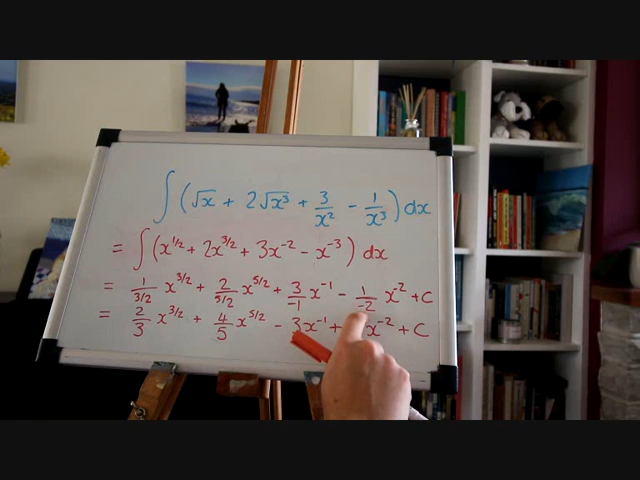 ∫(√x + 2√x³ + 3/x² - 1/x³) dx
= ∫(x^1/2 + 2x^3/2 + 3x^-2 - x^-3) dx
= 1/(3/2) x^3/2 + 2/(5/2) x^5/2 + 3/-1 x^-1 - 1/-2 x^-2 + C
= 2/3 x^3/2 + 4/5 x^5/2 - 3x^-1 + x^-2 + C